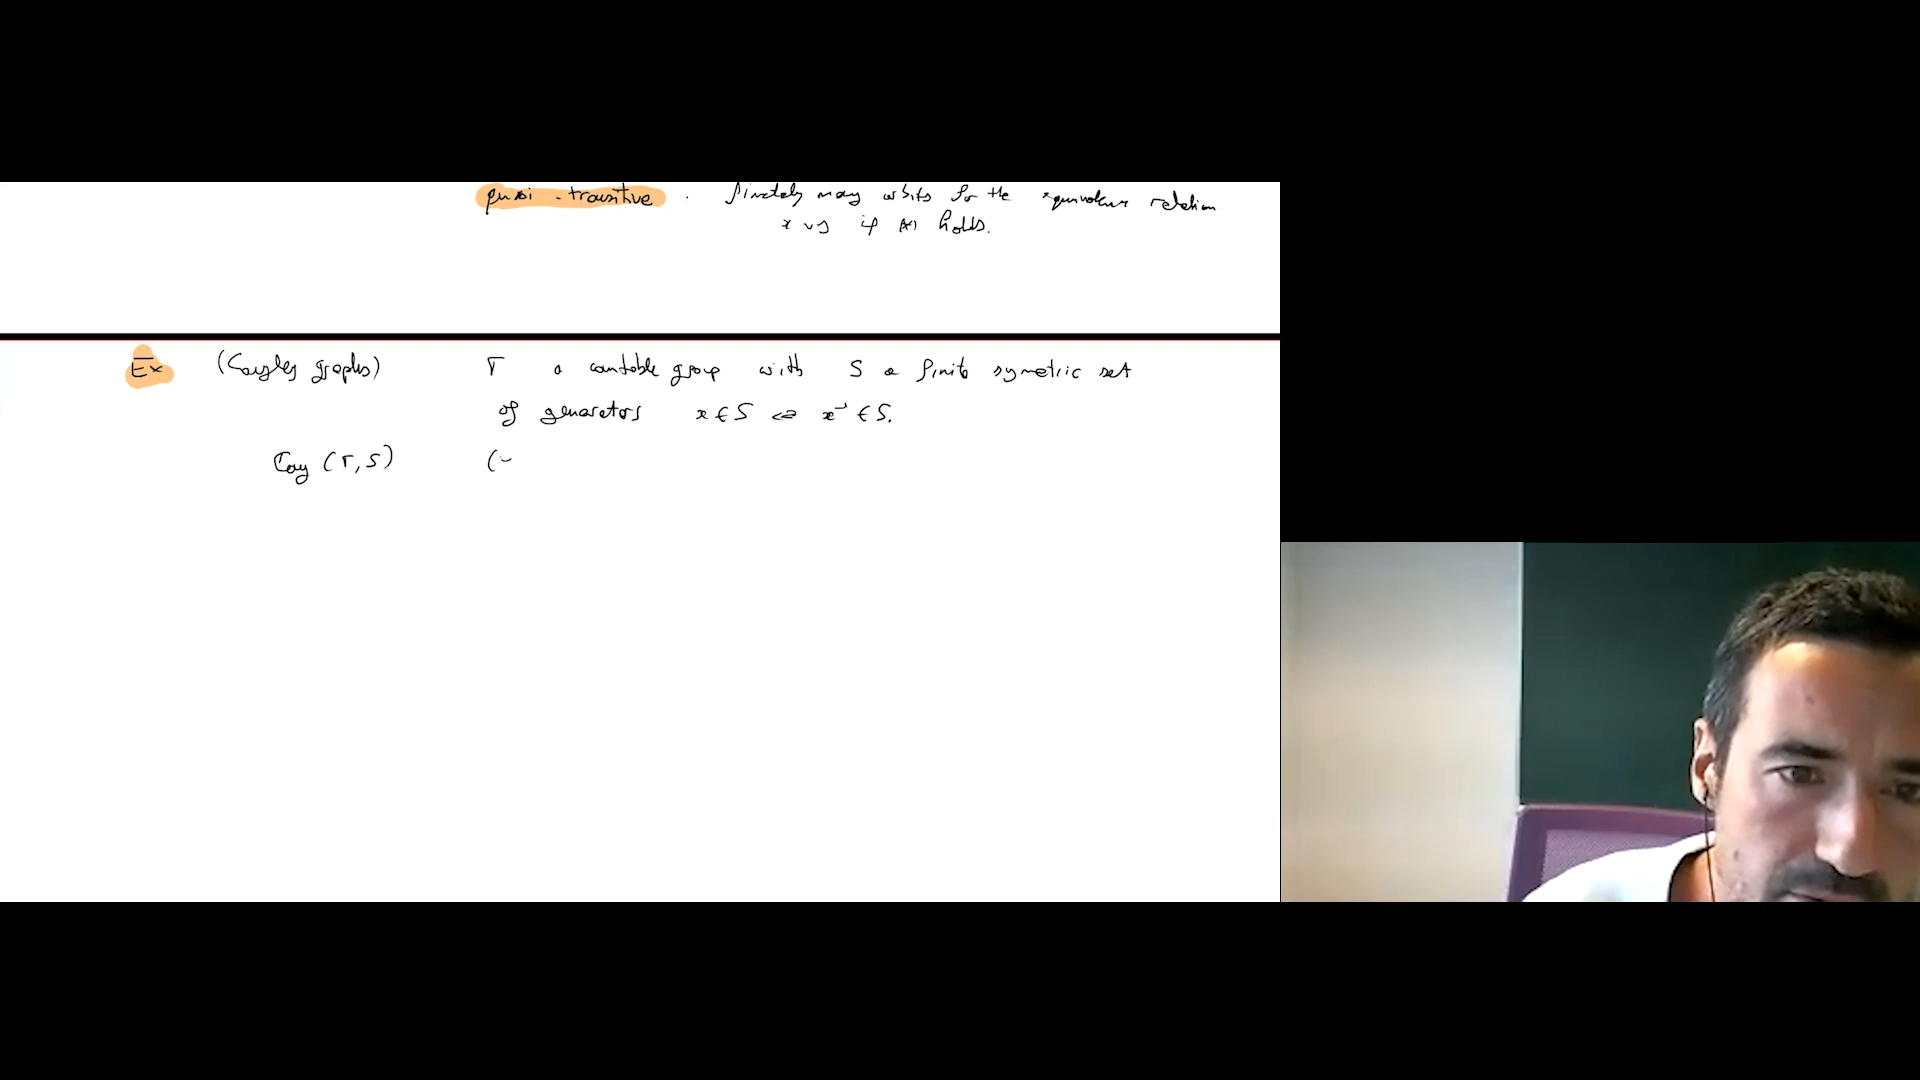 quasi-transitive. finitely many orbits for the equivalence relation
x ~ y if (*) holds.
Ex (Cayley graphs) Γ a countable group with S a finite symetric set
of generators x ∈ S ⇔ x⁻¹ ∈ S.
Cay (Γ, S) (